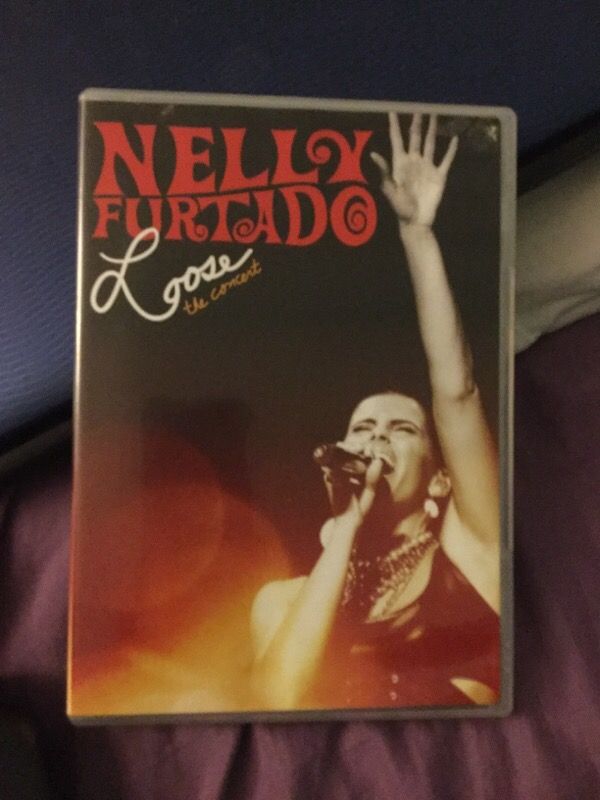 NELLY
FURTADO
Loose
the concert